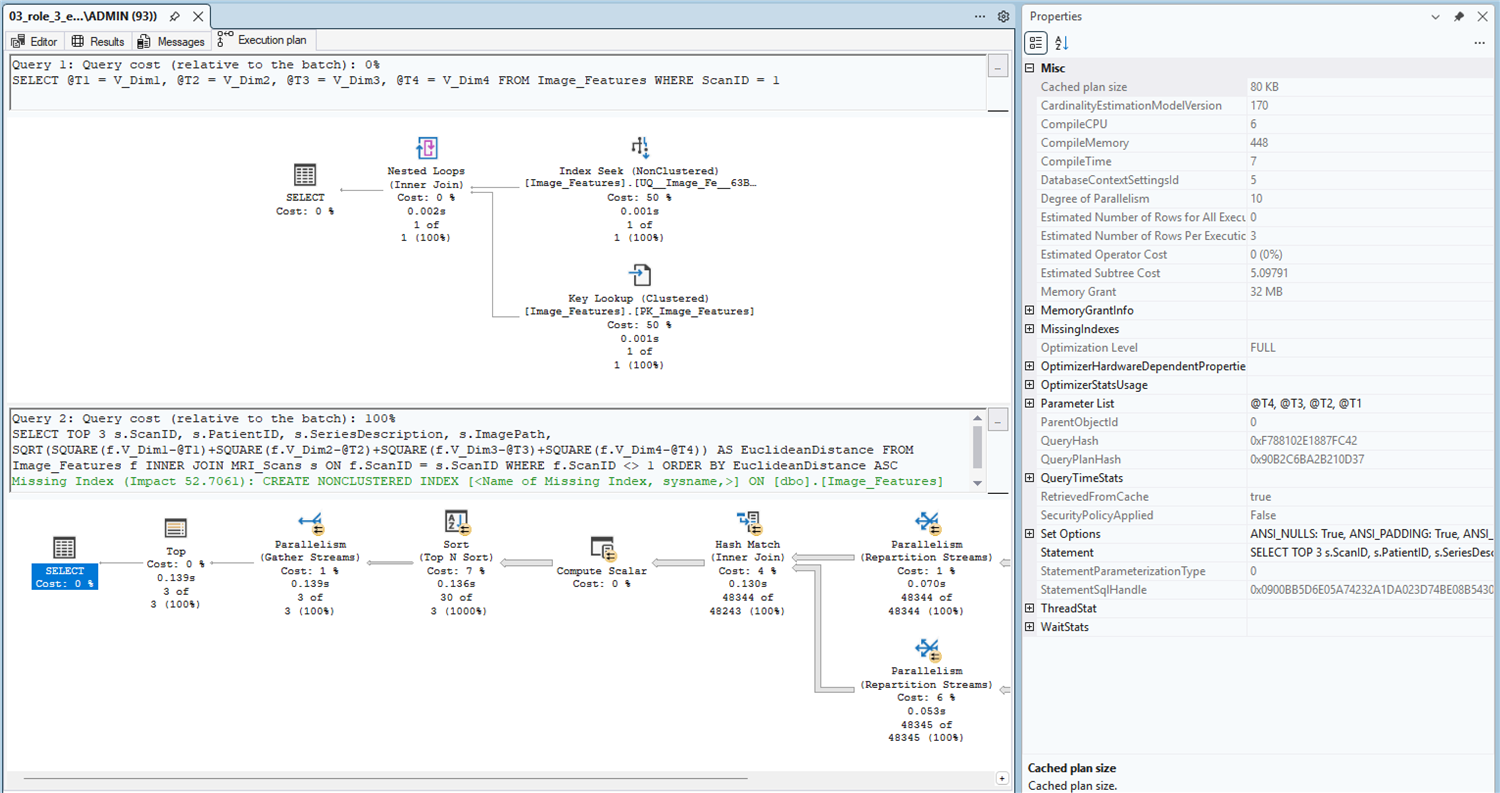 03_role_3_e...\ADMIN (93))
Properties
Editor
Results
Messages
Execution plan
Query 1: Query cost (relative to the batch): 0%
SELECT @T1 = V_Dim1, @T2 = V_Dim2, @T3 = V_Dim3, @T4 = V_Dim4 FROM Image_Features WHERE ScanID = 1
SELECT
Cost: 0 %
Nested Loops
(Inner Join)
Cost: 0 %
0.002s
1 of
1 (100%)
Index Seek (NonClustered)
[Image_Features].[UQ__Image_Fe__63B…
Cost: 50 %
0.001s
1 of
1 (100%)
Key Lookup (Clustered)
[Image_Features].[PK_Image_Features]
Cost: 50 %
0.001s
1 of
1 (100%)
Query 2: Query cost (relative to the batch): 100%
SELECT TOP 3 s.ScanID, s.PatientID, s.SeriesDescription, s.ImagePath,
SQRT(SQUARE(f.V_Dim1-@T1)+SQUARE(f.V_Dim2-@T2)+SQUARE(f.V_Dim3-@T3)+SQUARE(f.V_Dim4-@T4)) AS EuclideanDistance FROM
Image_Features f INNER JOIN MRI_Scans s ON f.ScanID = s.ScanID WHERE f.ScanID <> 1 ORDER BY EuclideanDistance ASC
Missing Index (Impact 52.7061): CREATE NONCLUSTERED INDEX [<Name of Missing Index, sysname,>] ON [dbo].[Image_Features]
SELECT
Cost: 0 %
Top
Cost: 0 %
0.139s
3 of
3 (100%)
Parallelism
(Gather Streams)
Cost: 1 %
0.139s
3 of
3 (100%)
Sort
(Top N Sort)
Cost: 7 %
0.136s
30 of
3 (1000%)
Compute Scalar
Cost: 0 %
Hash Match
(Inner Join)
Cost: 4 %
0.130s
48344 of
48243 (100%)
Parallelism
(Repartition Streams)
Cost: 1 %
0.070s
48344 of
48344 (100%)
Parallelism
(Repartition Streams)
Cost: 6 %
0.053s
48345 of
48345 (100%)
Misc
Cached plan size 80 KB
CardinalityEstimationModelVersion 170
CompileCPU 6
CompileMemory 448
CompileTime 7
DatabaseContextSettingsId 5
Degree of Parallelism 10
Estimated Number of Rows for All Execu 0
Estimated Number of Rows Per Executio 3
Estimated Operator Cost 0 (0%)
Estimated Subtree Cost 5.09791
Memory Grant 32 MB
MemoryGrantInfo
MissingIndexes
Optimization Level FULL
OptimizerHardwareDependentPropertie
OptimizerStatsUsage
Parameter List @T4, @T3, @T2, @T1
ParentObjectId 0
QueryHash 0xF788102E1887FC42
QueryPlanHash 0x90B2C6BA2B210D37
QueryTimeStats
RetrievedFromCache true
SecurityPolicyApplied False
Set Options ANSI_NULLS: True, ANSI_PADDING: True, ANSI_
Statement SELECT TOP 3 s.ScanID, s.PatientID, s.SeriesDesc
StatementParameterizationType 0
StatementSqlHandle 0x0900BB5D6E05A74232A1DA023D74BE08B5430
ThreadStat
WaitStats
Cached plan size
Cached plan size.